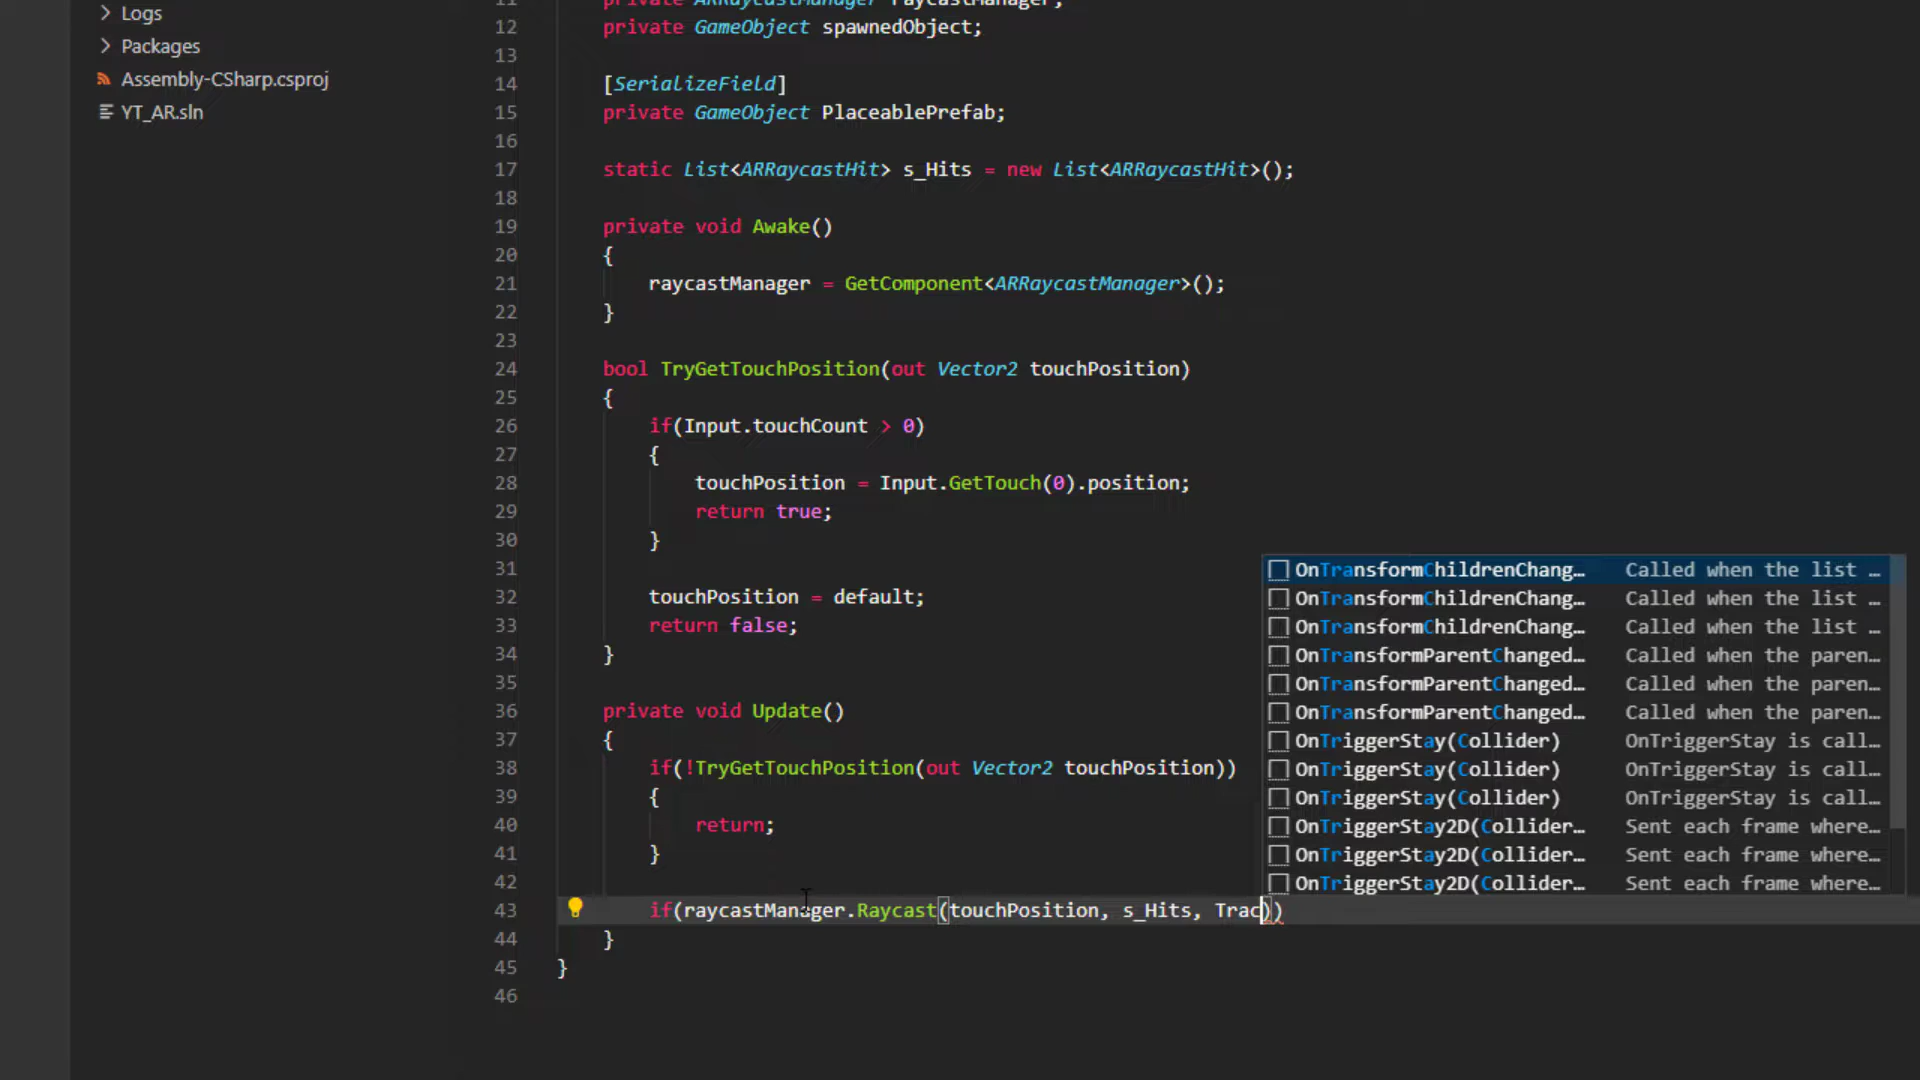 Logs
Packages
Assembly-CSharp.csproj
YT_AR.sln
11 private ARRaycastManager raycastManager;
12 private GameObject spawnedObject;
13
14 [SerializeField]
15 private GameObject PlaceablePrefab;
16
17 static List<ARRaycastHit> s_Hits = new List<ARRaycastHit>();
18
19 private void Awake()
20 {
21 raycastManager = GetComponent<ARRaycastManager>();
22 }
23
24 bool TryGetTouchPosition(out Vector2 touchPosition)
25 {
26 if(Input.touchCount > 0)
27 {
28 touchPosition = Input.GetTouch(0).position;
29 return true;
30 }
31
32 touchPosition = default;
33 return false;
34 }
35
36 private void Update()
37 {
38 if(!TryGetTouchPosition(out Vector2 touchPosition))
39 {
40 return;
41 }
42
43 if(raycastManager.Raycast(touchPosition, s_Hits, Trac))
44 }
45 }
46
OnTransformChildrenChang… Called when the list …
OnTransformChildrenChang… Called when the list …
OnTransformChildrenChang… Called when the list …
OnTransformParentChanged… Called when the paren…
OnTransformParentChanged… Called when the paren…
OnTransformParentChanged… Called when the paren…
OnTriggerStay(Collider) OnTriggerStay is call…
OnTriggerStay(Collider) OnTriggerStay is call…
OnTriggerStay(Collider) OnTriggerStay is call…
OnTriggerStay2D(Collider… Sent each frame where…
OnTriggerStay2D(Collider… Sent each frame where…
OnTriggerStay2D(Collider… Sent each frame where…